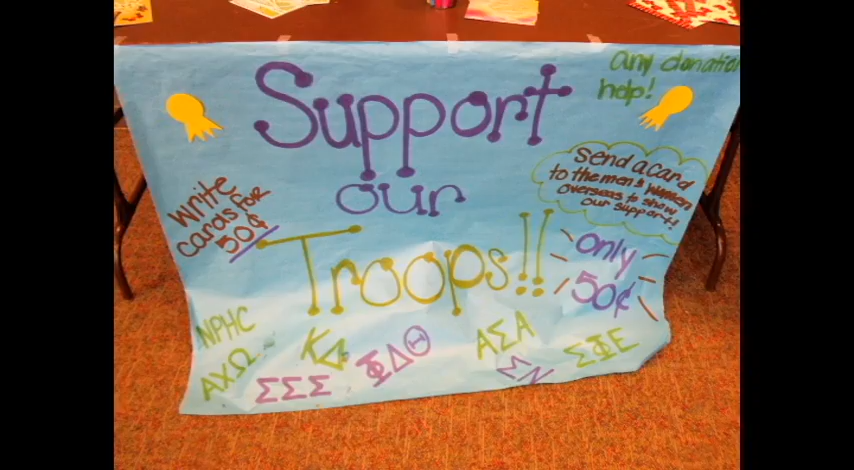 any donation
help!
Support
our
Troops!!
Write
cards for
50¢
send a card
to the men & women
overseas to show
our support!
only
50¢
NPHC
ΑΧΩ
ΣΣΣ
ΚΔ
ΦΔΘ
ΑΣΑ
ΣΝ
ΣΦΕ